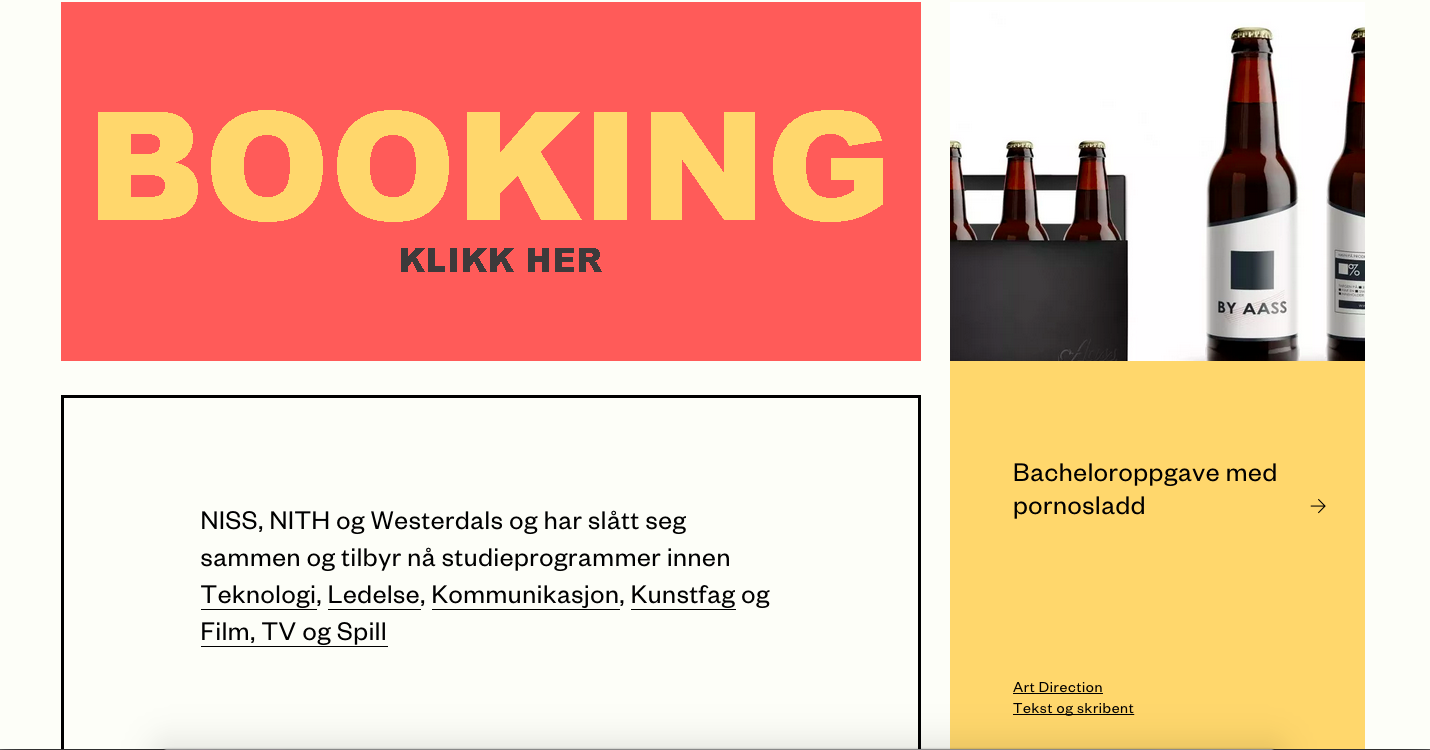 BOOKING
KLIKK HER
BY AASS
%
NISS, NITH og Westerdals og har slått seg
sammen og tilbyr nå studieprogrammer innen
Teknologi, Ledelse, Kommunikasjon, Kunstfag og
Film, TV og Spill
Bacheloroppgave med
pornosladd
→
Art Direction
Tekst og skribent